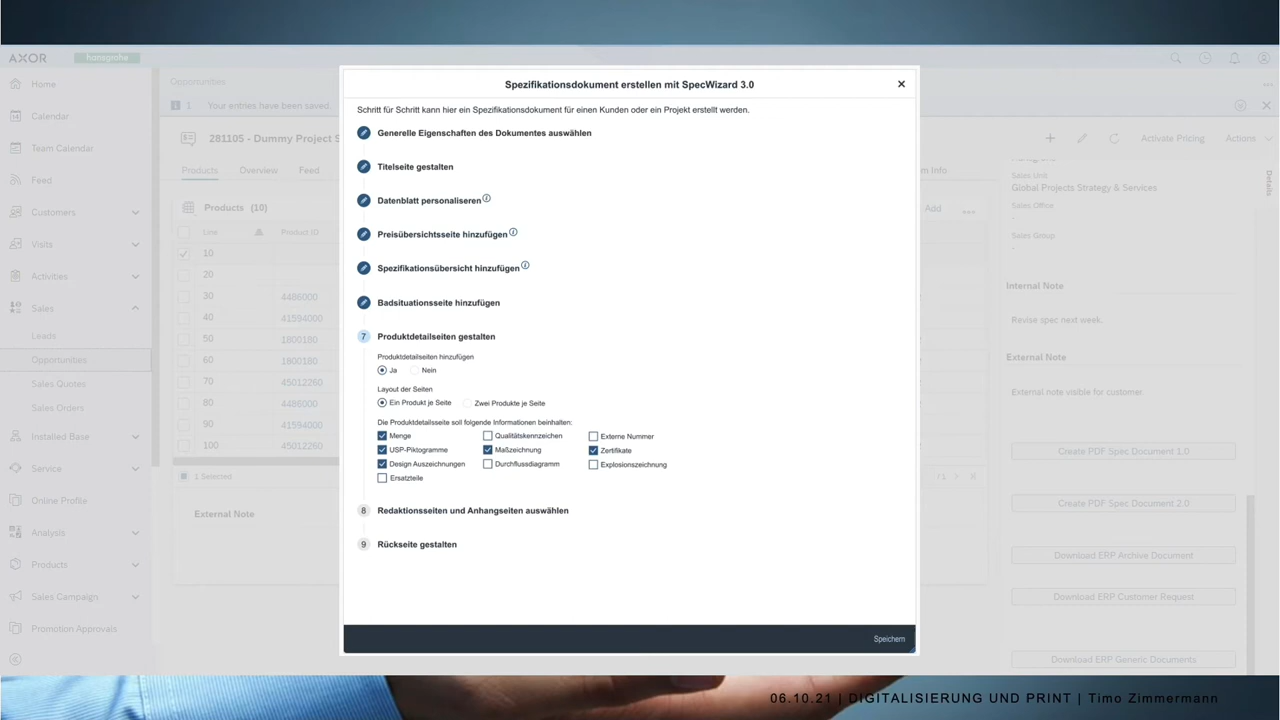 AXOR
hansgrohe
Home
Calendar
Team Calendar
Feed
Customers
Visits
Activities
Sales
Leads
Opportunities
Sales Quotes
Sales Orders
Installed Base
Service
Online Profile
Analysis
Products
Sales Campaign
Promotion Approvals
Opportunities
1 Your entries have been saved.
281105 - Dummy Project S
Activate Pricing
Actions
Products
Overview
Feed
m Info
Products (10)
Add
...
Line
Product ID
10
20
30 4486000
40 41594000
50 1800180
60 1800180
70 45012260
80 4486000
90 41594000
100 45012260
1 Selected
/1
External Note
Spezifikationsdokument erstellen mit SpecWizard 3.0
Schritt für Schritt kann hier ein Spezifikationsdokument für einen Kunden oder ein Projekt erstellt werden.
Generelle Eigenschaften des Dokumentes auswählen
Titelseite gestalten
Datenblatt personalisieren
Preisübersichtsseite hinzufügen
Spezifikationsübersicht hinzufügen
Badsituationsseite hinzufügen
7 Produktdetailseiten gestalten
Produktdetailseiten hinzufügen
Ja Nein
Layout der Seiten
Ein Produkt je Seite Zwei Produkte je Seite
Die Produktdetailsseite soll folgende Informationen beinhalten:
Menge Qualitätskennzeichen Externe Nummer
USP-Piktogramme Maßzeichnung Zertifikate
Design Auszeichnungen Durchflussdiagramm Explosionszeichnung
Ersatzteile
8 Redaktionsseiten und Anhangseiten auswählen
9 Rückseite gestalten
Speichern
Sales Unit
Global Projects Strategy & Services
Sales Office
-
Sales Group
-
Internal Note
Revise spec next week.
External Note
External note visible for customer.
Create PDF Spec Document 1.0
Create PDF Spec Document 2.0
Download ERP Archive Document
Download ERP Customer Request
Download ERP Generic Documents
Details
06.10.21 | DIGITALISIERUNG UND PRINT | Timo Zimmermann